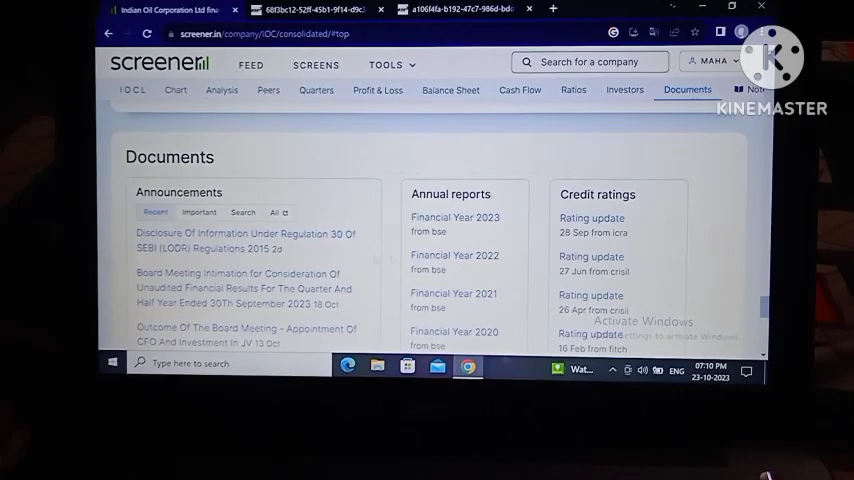 Indian Oil Corporation Ltd fina
68f3bc12-52ff-45b1-9f14-d9c3
a106f4fa-b192-47c7-986d-bdd
screener.in/company/IOC/consolidated/#top
screener
FEED
SCREENS
TOOLS
Search for a company
MAHA
KINEMASTER
I O C L
Chart
Analysis
Peers
Quarters
Profit & Loss
Balance Sheet
Cash Flow
Ratios
Investors
Documents
Documents
Announcements
Recent
Important
Search
All
Disclosure Of Information Under Regulation 30 Of
SEBI (LODR) Regulations 2015 2d
Board Meeting Intimation for Consideration Of
Unaudited Financial Results For The Quarter And
Half Year Ended 30Th September 2023 18 Oct
Outcome Of The Board Meeting - Appointment Of
CFO And Investment In JV 13 Oct
Annual reports
Financial Year 2023
from bse
Financial Year 2022
from bse
Financial Year 2021
from bse
Financial Year 2020
from bse
Credit ratings
Rating update
28 Sep from icra
Rating update
27 Jun from crisil
Rating update
26 Apr from crisil
Rating update
16 Feb from fitch
Activate Windows
settings to activate Windows.
Type here to search
Wat...
ENG
07:10 PM
23-10-2023